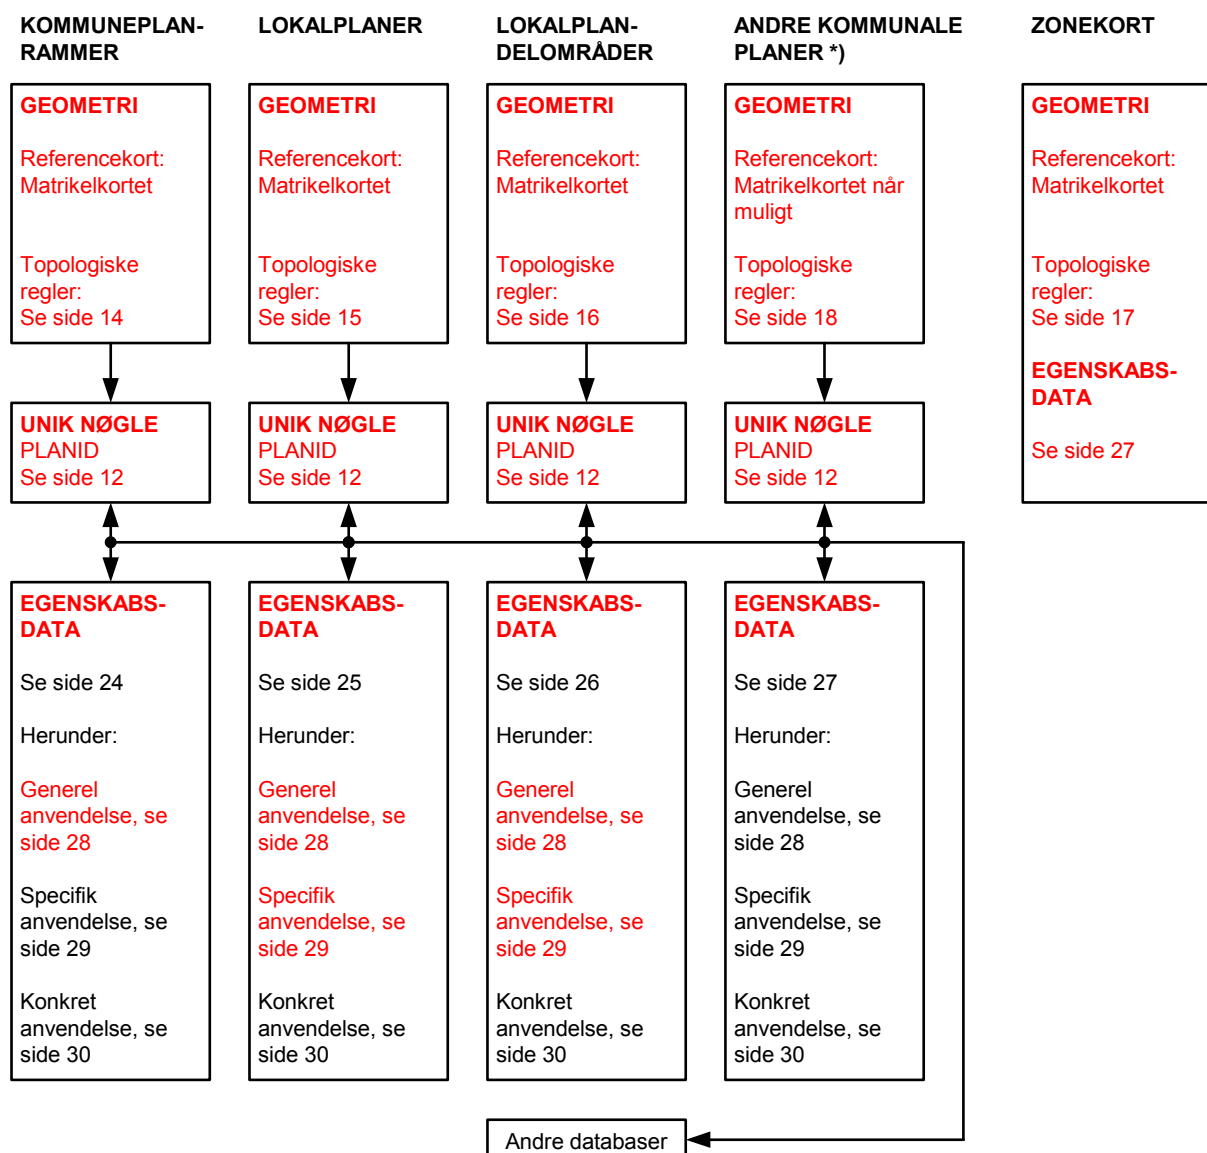 KOMMUNEPLAN-
RAMMER
GEOMETRI
Referencekort:
Matrikelkortet
Topologiske
regler:
Se side 14
UNIK NØGLE
PLANID
Se side 12
EGENSKABS-
DATA
Se side 24
Herunder:
Generel
anvendelse, se
side 28
Specifik
anvendelse, se
side 29
Konkret
anvendelse, se
side 30
LOKALPLANER
GEOMETRI
Referencekort:
Matrikelkortet
Topologiske
regler:
Se side 15
UNIK NØGLE
PLANID
Se side 12
EGENSKABS-
DATA
Se side 25
Herunder:
Generel
anvendelse, se
side 28
Specifik
anvendelse, se
side 29
Konkret
anvendelse, se
side 30
LOKALPLAN-
DELOMRÅDER
GEOMETRI
Referencekort:
Matrikelkortet
Topologiske
regler:
Se side 16
UNIK NØGLE
PLANID
Se side 12
EGENSKABS-
DATA
Se side 26
Herunder:
Generel
anvendelse, se
side 28
Specifik
anvendelse, se
side 29
Konkret
anvendelse, se
side 30
ANDRE KOMMUNALE
PLANER *)
GEOMETRI
Referencekort:
Matrikelkortet når
muligt
Topologiske
regler:
Se side 18
UNIK NØGLE
PLANID
Se side 12
EGENSKABS-
DATA
Se side 27
Herunder:
Generel
anvendelse, se
side 28
Specifik
anvendelse, se
side 29
Konkret
anvendelse, se
side 30
ZONEKORT
GEOMETRI
Referencekort:
Matrikelkortet
Topologiske
regler:
Se side 17
EGENSKABS-
DATA
Se side 27
Andre databaser